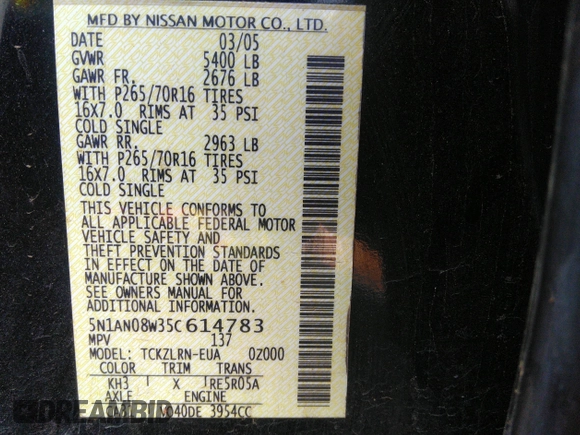 MFD BY NISSAN MOTOR CO., LTD.
DATE 03/05
GVWR 5400 LB
GAWR FR. 2676 LB
WITH P265/70R16 TIRES
16X7.0 RIMS AT 35 PSI
COLD SINGLE
GAWR RR. 2963 LB
WITH P265/70R16 TIRES
16X7.0 RIMS AT 35 PSI
COLD SINGLE
THIS VEHICLE CONFORMS TO
ALL APPLICABLE FEDERAL MOTOR
VEHICLE SAFETY AND
THEFT PREVENTION STANDARDS
IN EFFECT ON THE DATE OF
MANUFACTURE SHOWN ABOVE.
SEE OWNERS MANUAL FOR
ADDITIONAL INFORMATION.
5N1AN08W35C614783
MPV 137
MODEL: TCKZLRN-EUA 0Z000
COLOR TRIM TRANS
KH3 X RE5R05A
AXLE ENGINE
VQ40DE 3954CC
DREAMBID